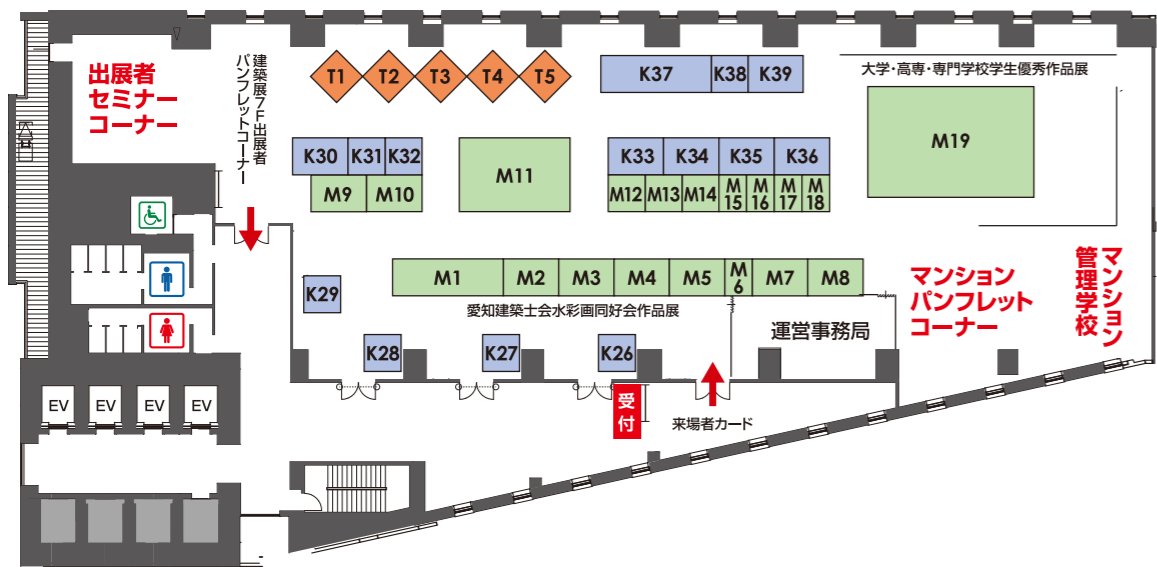 出展者
セミナー
コーナー
建築展7F出展者
パンフレットコーナー
T1
T2
T3
T4
T5
K37
K38
K39
大学・高専・専門学校学生優秀作品展
M19
K30
K31
K32
M9
M10
M11
K33
K34
K35
K36
M12
M13
M14
M
15
M
16
M
17
M
18
K29
M1
M2
M3
M4
M5
M
6
M7
M8
愛知建築士会水彩画同好会作品展
運営事務局
マンション
パンフレット
コーナー
マンション
管理学校
K28
K27
K26
受付
来場者カード
EV
EV
EV
EV